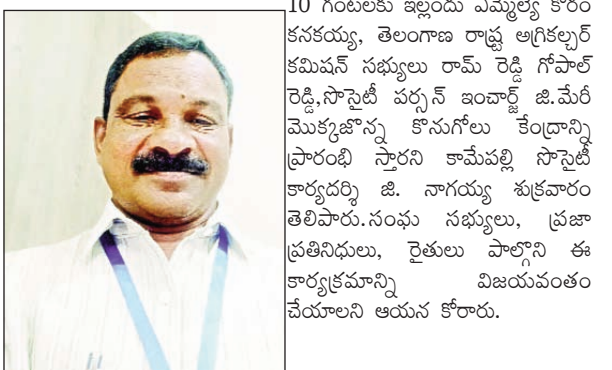 10 గంటలకు ఇల్లందు ఎమ్మెల్యే కోరం
కనకయ్య, తెలంగాణ రాష్ట్ర అగ్రికల్చర్
కమిషన్ సభ్యులు రామ్ రెడ్డి గోపాల్
రెడ్డి,సొసైటీ పర్సన్ ఇంచార్జ్ జి.మేరీ
మొక్కజొన్న కొనుగోలు కేంద్రాన్ని
ప్రారంభి స్తారని కామేపల్లి సొసైటీ
కార్యదర్శి జి. నాగయ్య శుక్రవారం
తెలిపారు.సంఘ సభ్యులు, ప్రజా
ప్రతినిధులు, రైతులు పాల్గొని ఈ
కార్యక్రమాన్ని విజయవంతం
చేయాలని ఆయన కోరారు.